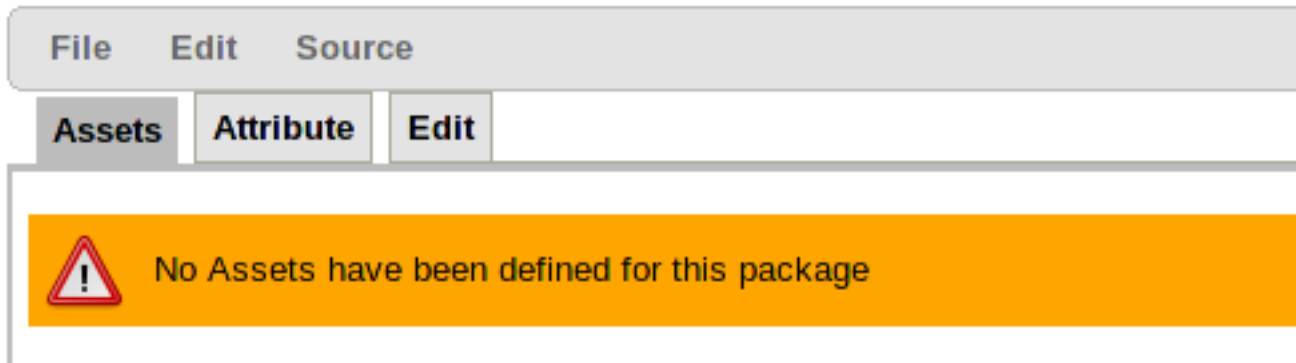 File Edit Source
Assets Attribute Edit
! No Assets have been defined for this package